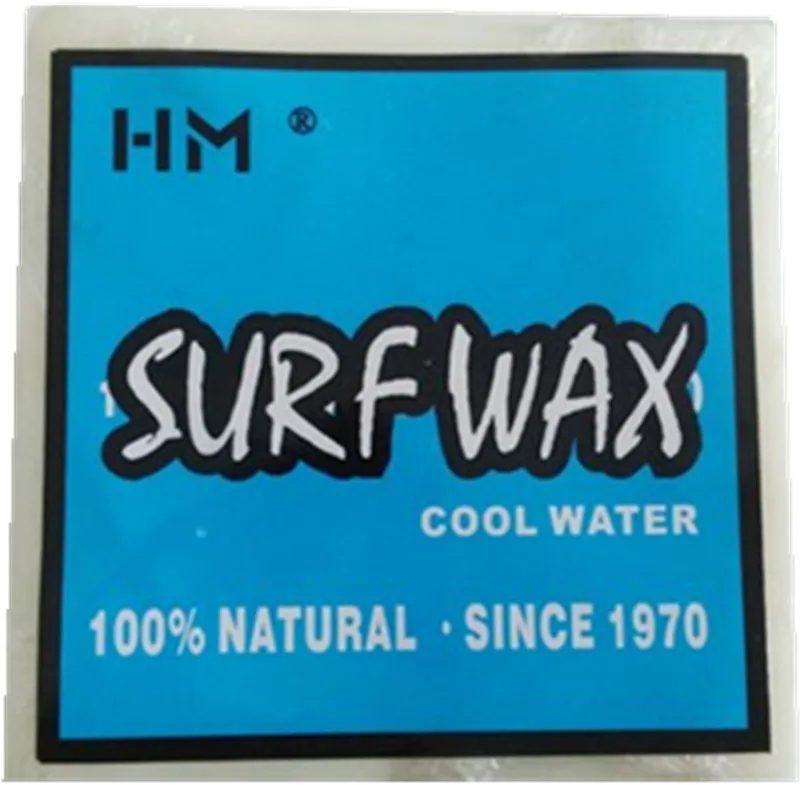 HM ®
SURF WAX
COOL WATER
100% NATURAL · SINCE 1970